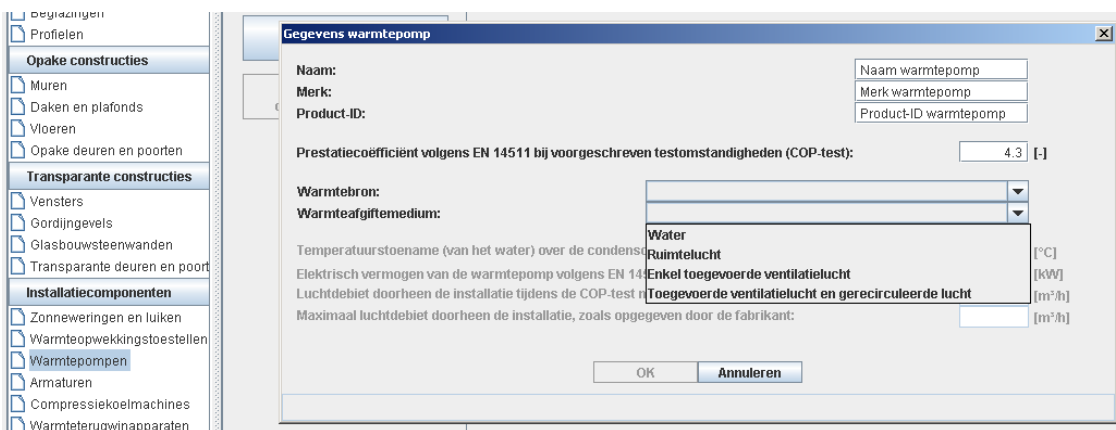 Beglazingen
Profielen
Opake constructies
Muren
Daken en plafonds
Vloeren
Opake deuren en poorten
Transparante constructies
Vensters
Gordijngevels
Glasbouwsteenwanden
Transparante deuren en poort
Installatiecomponenten
Zonneweringen en luiken
Warmteopwekkingstoestellen
Warmtepompen
Armaturen
Compressiekoelmachines
Warmteterugwinapparaten
Gegevens warmtepomp
Naam: Naam warmtepomp
Merk: Merk warmtepomp
Product-ID: Product-ID warmtepomp
Prestatiecoëfficiënt volgens EN 14511 bij voorgeschreven testomstandigheden (COP-test): 4.3 [-]
Warmtebron:
Warmteafgiftemedium:
Water
Ruimtelucht
Enkel toegevoerde ventilatielucht
Toegevoerde ventilatielucht en gerecirculeerde lucht
Temperatuurstoename (van het water) over de [°C]
Elektrisch vermogen van de warmtepomp volgens EN [kW]
Luchtdebiet doorheen de installatie tijdens de COP-test [m³/h]
Maximaal luchtdebiet doorheen de installatie, zoals opgegeven door de fabrikant: [m³/h]
OK Annuleren